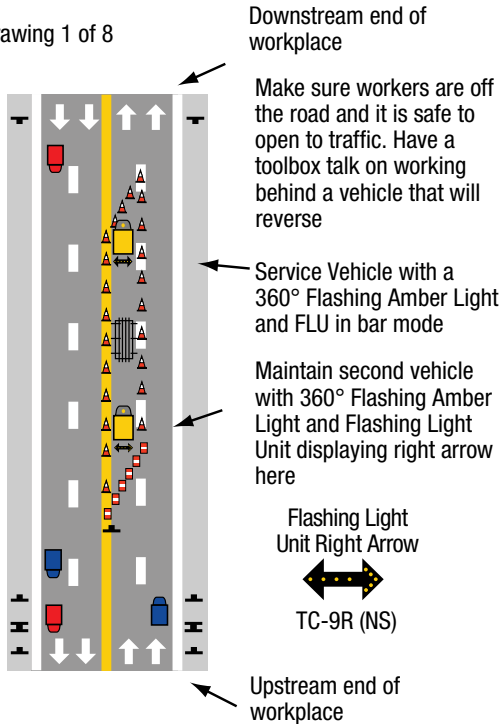 Downstream end of
workplace
rawing 1 of 8
Make sure workers are off
the road and it is safe to
open to traffic. Have a
toolbox talk on working
behind a vehicle that will
reverse
Service Vehicle with a
360° Flashing Amber Light
and FLU in bar mode
Maintain second vehicle
with 360° Flashing Amber
Light and Flashing Light
Unit displaying right arrow
here
Flashing Light
Unit Right Arrow
TC-9R (NS)
Upstream end of
workplace